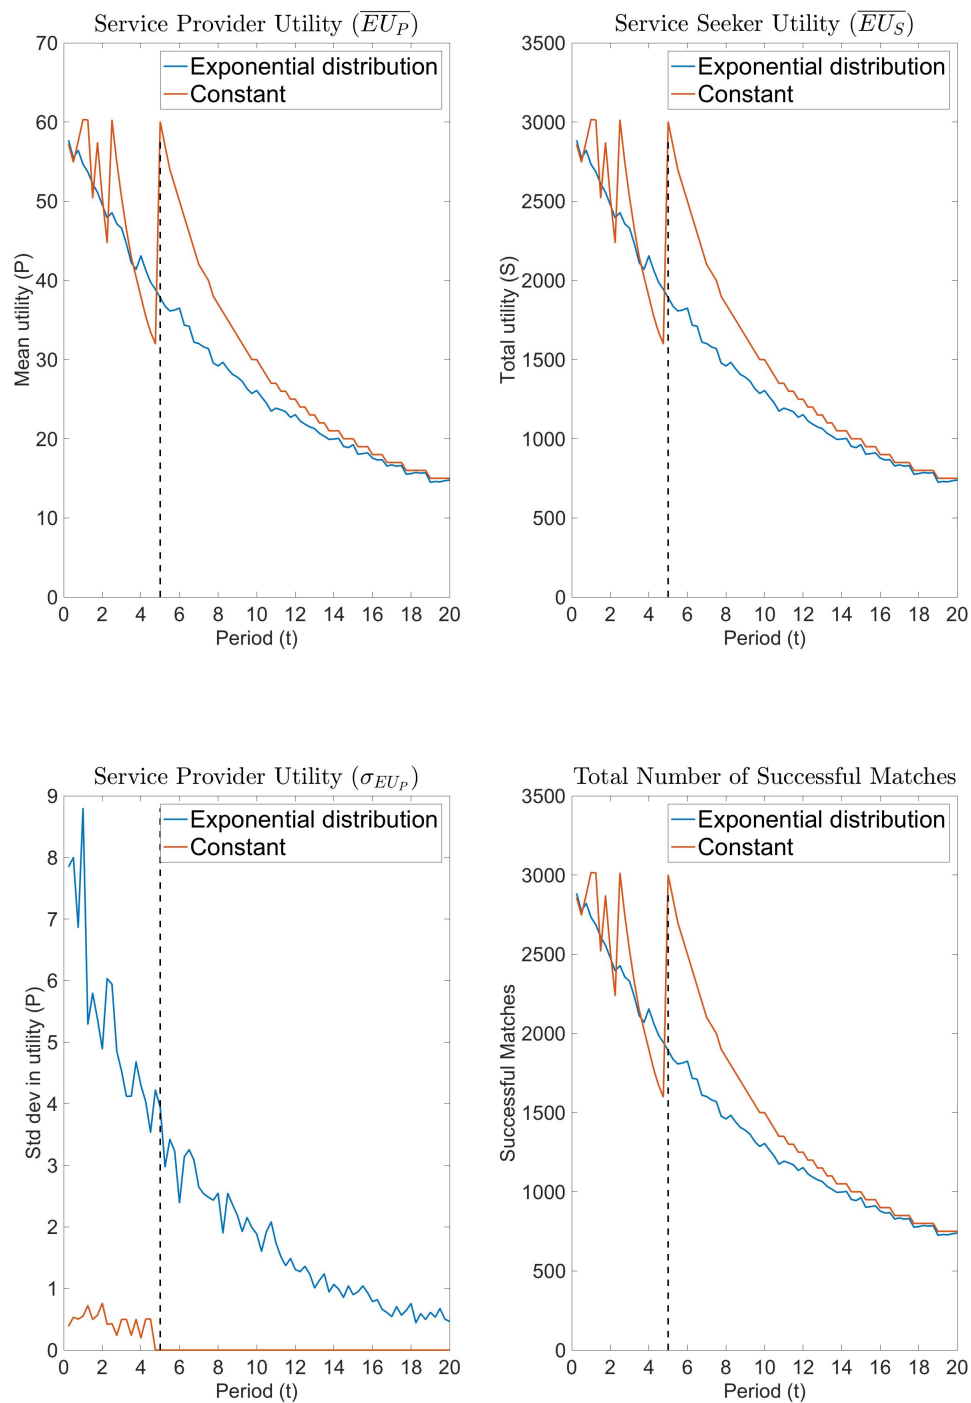 Service Provider Utility (EU_P)
Exponential distribution
Constant
70
60
50
40
30
20
10
0
Mean utility (P)
0 2 4 6 8 10 12 14 16 18 20
Period (t)
Service Seeker Utility (EU_S)
Exponential distribution
Constant
3500
3000
2500
2000
1500
1000
500
0
Total utility (S)
0 2 4 6 8 10 12 14 16 18 20
Period (t)
Service Provider Utility (σ_{EU_P})
Exponential distribution
Constant
9
8
7
6
5
4
3
2
1
0
Std dev in utility (P)
0 2 4 6 8 10 12 14 16 18 20
Period (t)
Total Number of Successful Matches
Exponential distribution
Constant
3500
3000
2500
2000
1500
1000
500
0
Successful Matches
0 2 4 6 8 10 12 14 16 18 20
Period (t)